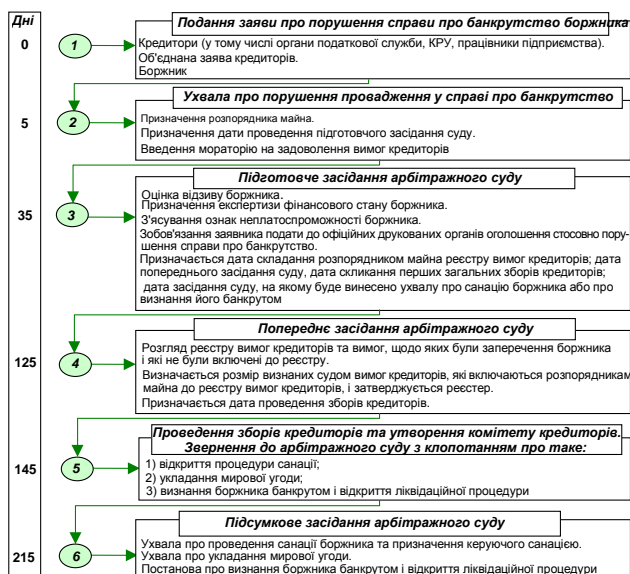 Дні
Подання заяви про порушення справи про банкрутство боржника
0
1
Кредитори (у тому числі органи податкової служби, КРУ, працівники підприємства).
Об'єднана заява кредиторів.
Боржник
Ухвала про порушення провадження у справі про банкрутство
5
2
Призначення розпорядника майна.
Призначення дати проведення підготовчого засідання суду.
Введення мораторію на задоволення вимог кредиторів
Підготовче засідання арбітражного суду
35
3
Оцінка відзиву боржника.
Призначення експертизи фінансового стану боржника.
З'ясування ознак неплатоспроможності боржника.
Зобов'язання заявника подати до офіційних друкованих органів оголошення стосовно пору-
шення справи про банкрутство.
Призначається дата складання розпорядником майна реєстру вимог кредиторів; дата
попереднього засідання суду, дата скликання перших загальних зборів кредиторів;
дата засідання суду, на якому буде винесено ухвалу про санацію боржника або про
визнання його банкрутом
Попереднє засідання арбітражного суду
125
4
Розгляд реєстру вимог кредиторів та вимог, щодо яких були заперечення боржника
і які не були включені до реєстру.
Визначається розмір визнаних судом вимог кредиторів, які включаються розпорядникам
майна до реєстру вимог кредиторів, і затверджується реєстер.
Призначається дата проведення зборів кредиторів.
Проведення зборів кредиторів та утворення комітету кредиторів.
Звернення до арбітражного суду з клопотанням про таке:
145
5
1) відкриття процедури санації;
2) укладання мирової угоди;
3) визнання боржника банкрутом і відкриття ліквідаційної процедури
Підсумкове засідання арбітражного суду
215
6
Ухвала про проведення санації боржника та призначення керуючого санацією.
Ухвала про укладання мирової угоди.
Постанова про визнання боржника банкрутом і відкриття ліквідаційної процедури